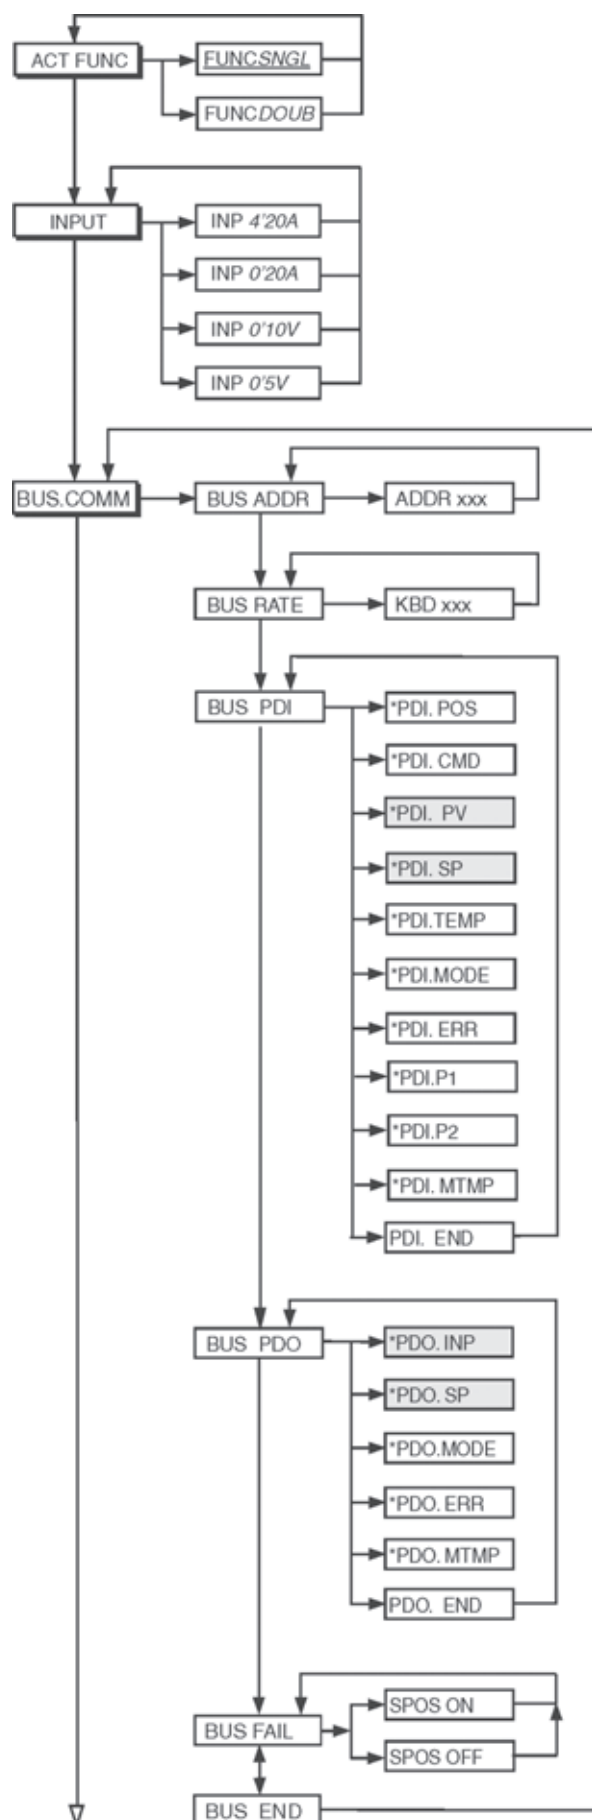 ACT FUNC
FUNCSNGL
FUNCDOUB
INPUT
INP 4'20A
INP 0'20A
INP 0'10V
INP 0'5V
BUS.COMM
BUS ADDR
ADDR xxx
BUS RATE
KBD xxx
BUS PDI
*PDI. POS
*PDI. CMD
*PDI. PV
*PDI. SP
*PDI.TEMP
*PDI.MODE
*PDI. ERR
*PDI.P1
*PDI.P2
*PDI. MTMP
PDI. END
BUS PDO
*PDO. INP
*PDO. SP
*PDO.MODE
*PDO. ERR
*PDO. MTMP
PDO. END
BUS FAIL
SPOS ON
SPOS OFF
BUS END